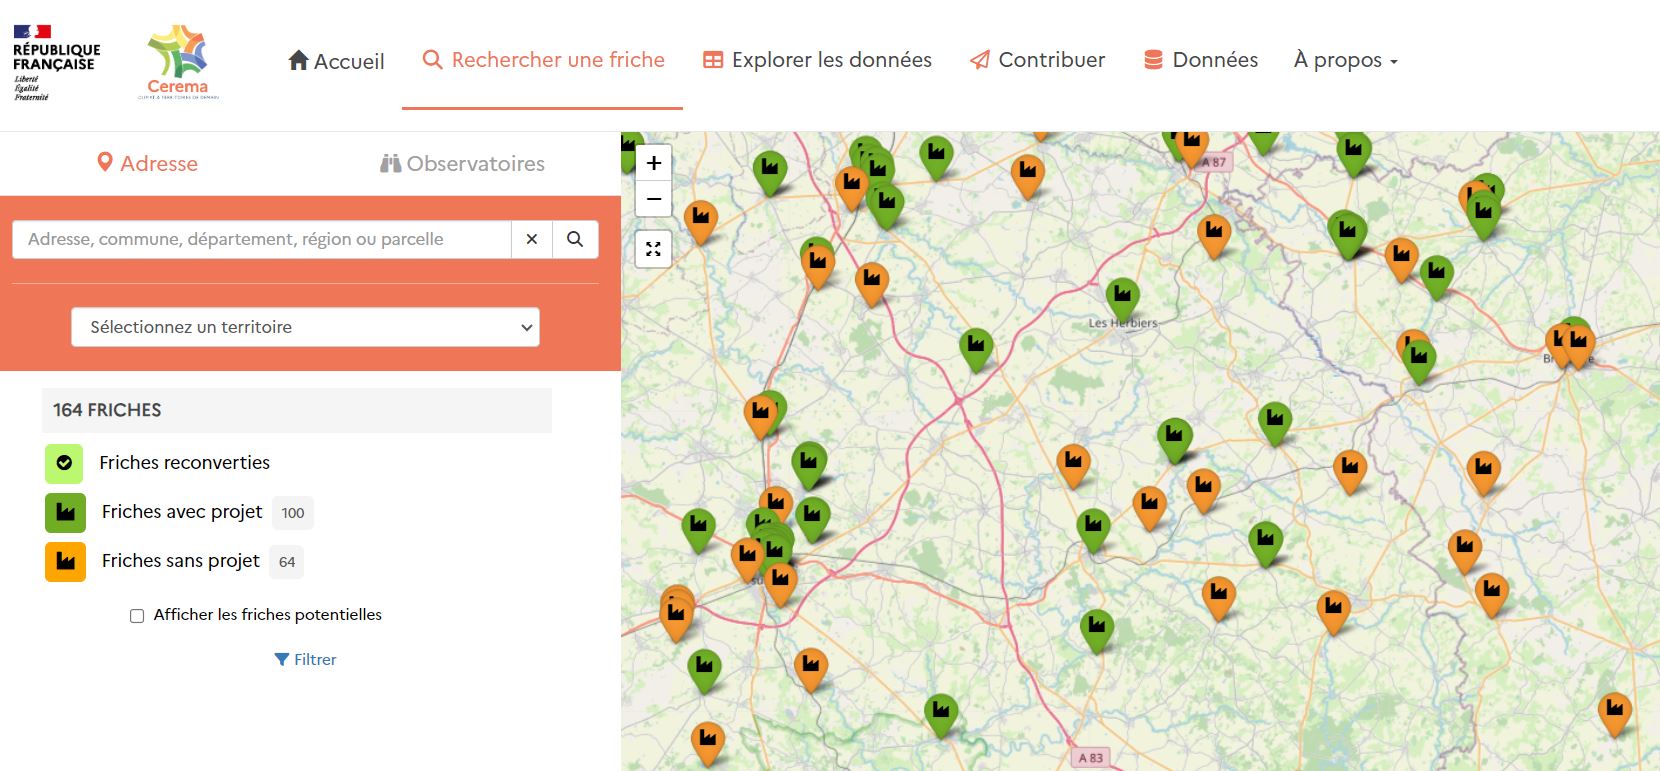 RÉPUBLIQUE
FRANÇAISE
Liberté
Égalité
Fraternité
Cerema
CLIMAT & TERRITOIRES DE DEMAIN
Accueil
Rechercher une friche
Explorer les données
Contribuer
Données
À propos
Adresse
Observatoires
Adresse, commune, département, région ou parcelle
Sélectionnez un territoire
164 FRICHES
Friches reconverties
Friches avec projet 100
Friches sans projet 64
Afficher les friches potentielles
Filtrer
+
−
A 87
Les Herbiers
A 83